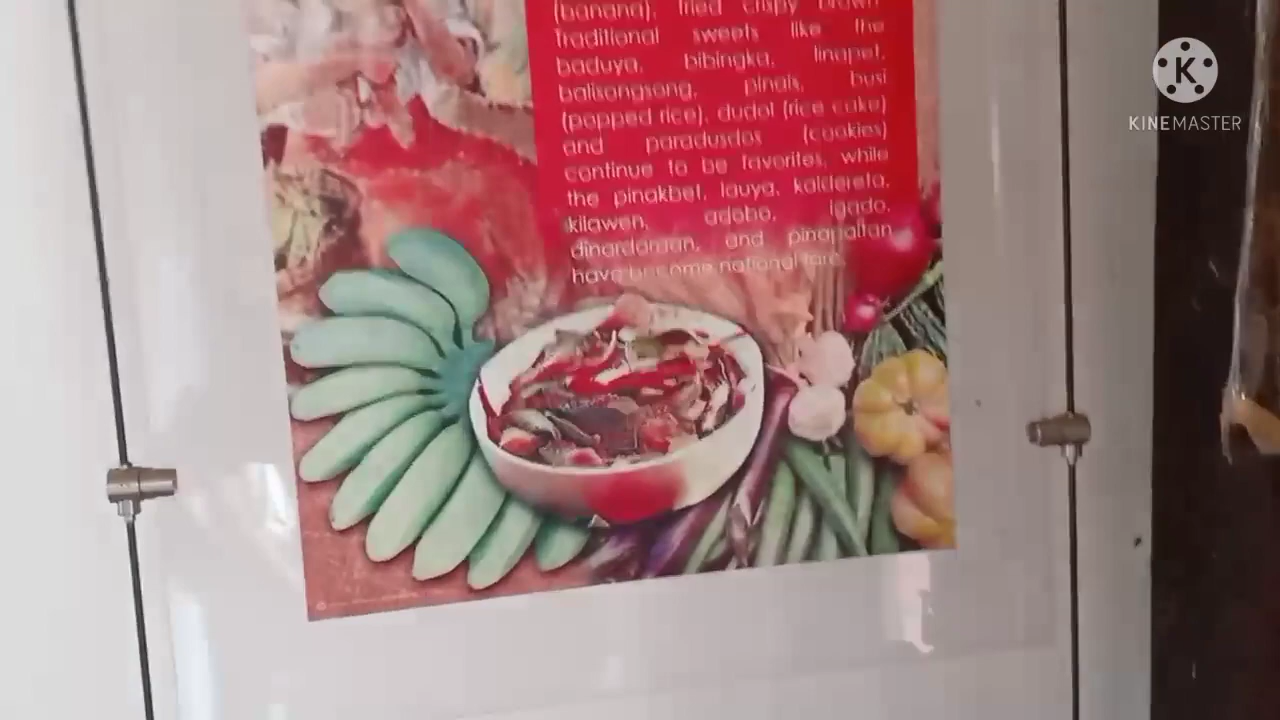 (banana), fried crispy brown
Traditional sweets like the
baduya, bibingka, linapet,
balisongsong, pinais, busi
(popped rice), dudol (rice cake)
and paradusdos (cookies)
continue to be favorites, while
the pinakbet, lauya, kaldereta,
kilawen, adobo, igado,
dinardaraan, and pinapaitan
have become national fare.
K
KINEMASTER